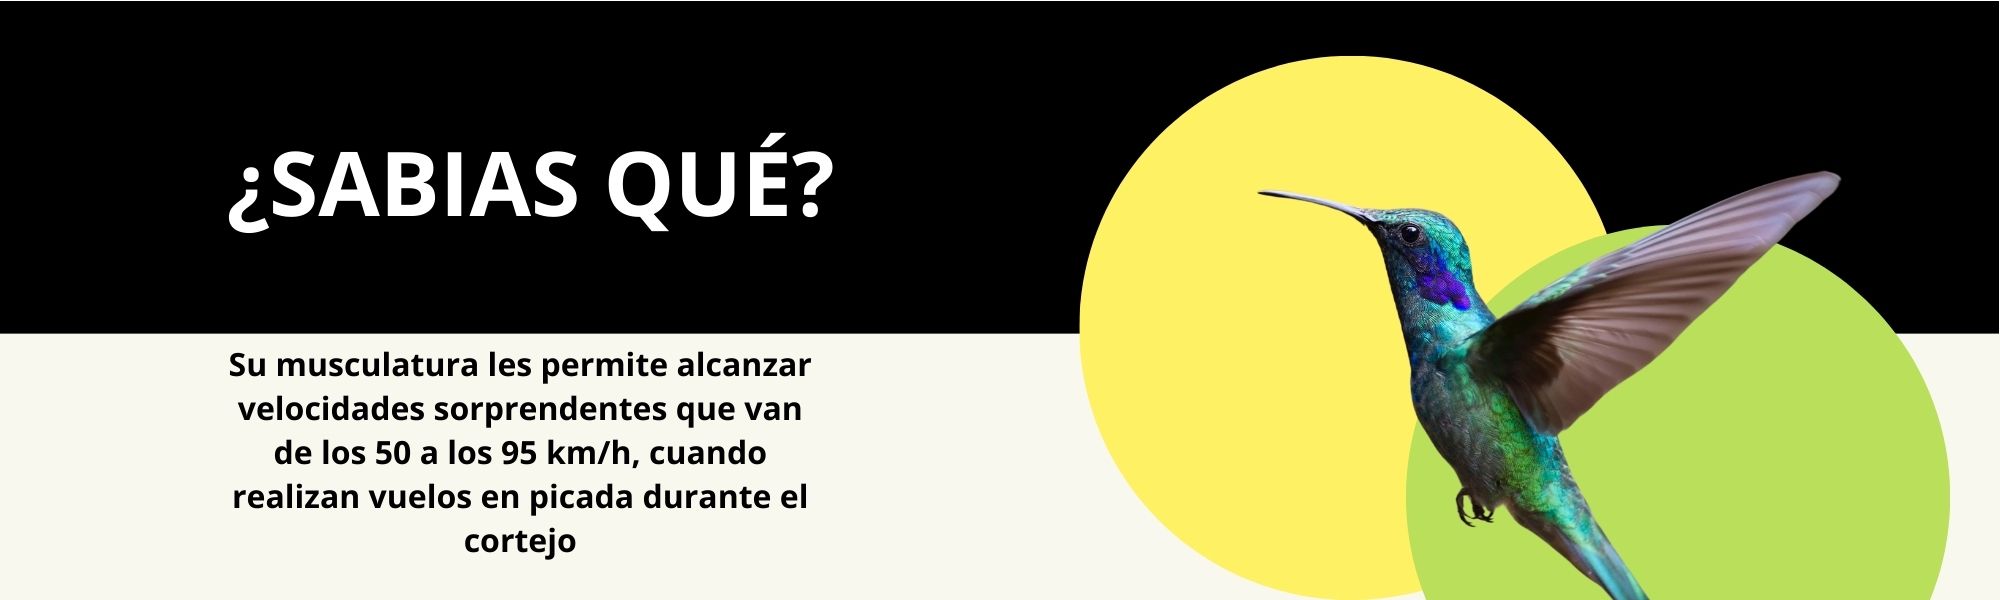 ¿SABIAS QUÉ?
Su musculatura les permite alcanzar
velocidades sorprendentes que van
de los 50 a los 95 km/h, cuando
realizan vuelos en picada durante el
cortejo